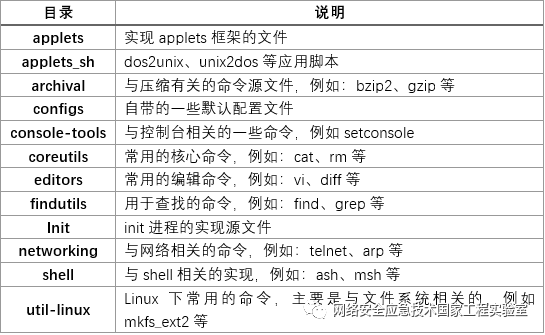 目录 说明
applets 实现 applets 框架的文件
applets_sh dos2unix、unix2dos 等应用脚本
archival 与压缩有关的命令源文件，例如：bzip2、gzip 等
configs 自带的一些默认配置文件
console-tools 与控制台相关的一些命令，例如 setconsole
coreutils 常用的核心命令，例如：cat、rm 等
editors 常用的编辑命令，例如：vi、diff 等
findutils 用于查找的命令，例如：find、grep 等
Init init 进程的实现源文件
networking 与网络相关的命令，例如：telnet、arp 等
shell 与 shell 相关的实现，例如：ash、msh 等
util-linux Linux 下常用的命令，主要是与文件系统相关的，例如
mkfs_ext2 等
网络安全应急技术国家工程实验室